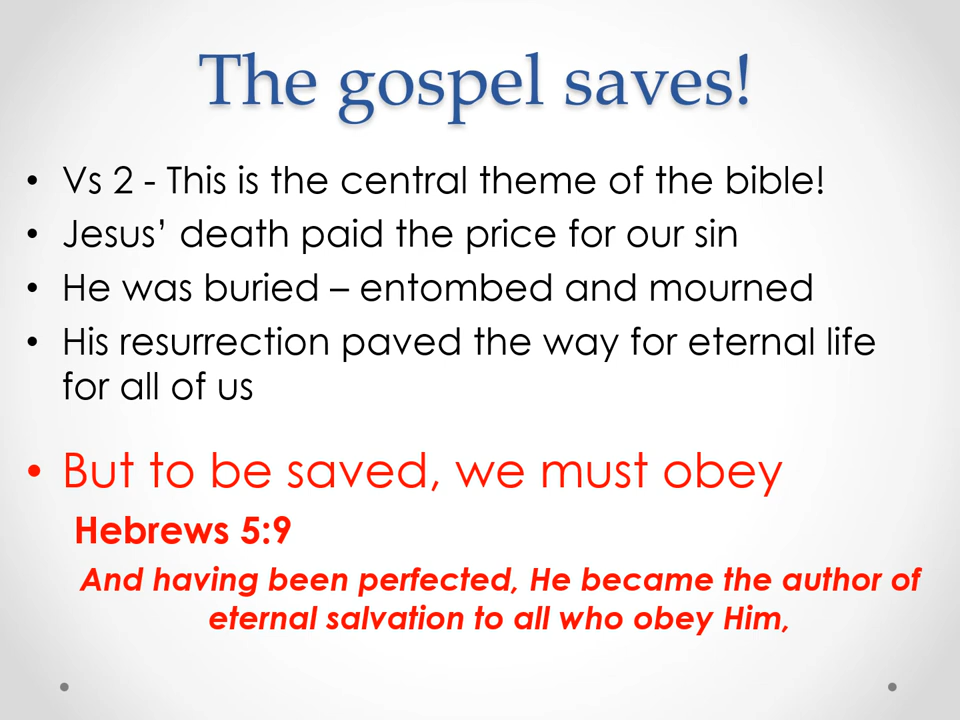 The gospel saves!
• Vs 2 - This is the central theme of the bible!
• Jesus’ death paid the price for our sin
• He was buried – entombed and mourned
• His resurrection paved the way for eternal life
for all of us
• But to be saved, we must obey
Hebrews 5:9
And having been perfected, He became the author of
eternal salvation to all who obey Him,